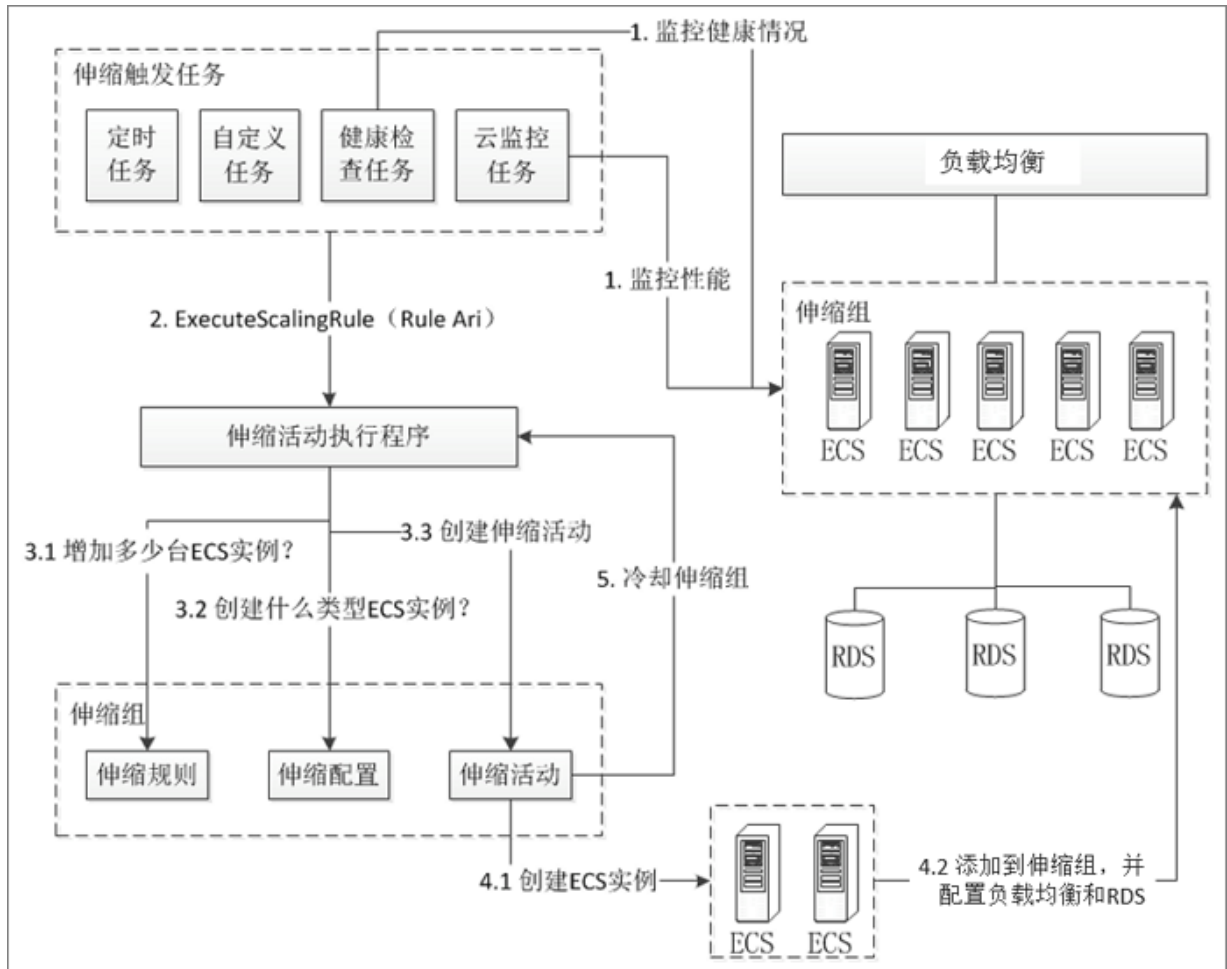 1. 监控健康情况
伸缩触发任务
定时
任务
自定义
任务
健康检
查任务
云监控
任务
负载均衡
1. 监控性能
2. ExecuteScalingRule（Rule Ari）
伸缩组
ECS
ECS
ECS
ECS
ECS
伸缩活动执行程序
3.1 增加多少台ECS实例？
3.3 创建伸缩活动
3.2 创建什么类型ECS实例？
5. 冷却伸缩组
RDS
RDS
RDS
伸缩组
伸缩规则
伸缩配置
伸缩活动
4.1 创建ECS实例
ECS
ECS
4.2 添加到伸缩组，并
配置负载均衡和RDS